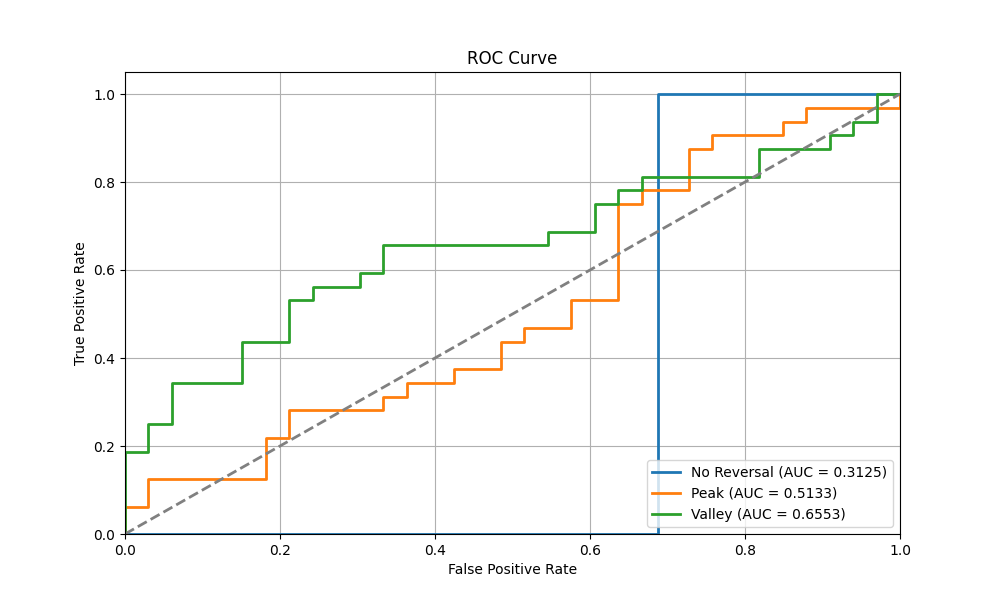 ROC Curve
True Positive Rate
1.0
0.8
0.6
0.4
0.2
0.0
0.0 0.2 0.4 0.6 0.8 1.0
False Positive Rate
No Reversal (AUC = 0.3125)
Peak (AUC = 0.5133)
Valley (AUC = 0.6553)